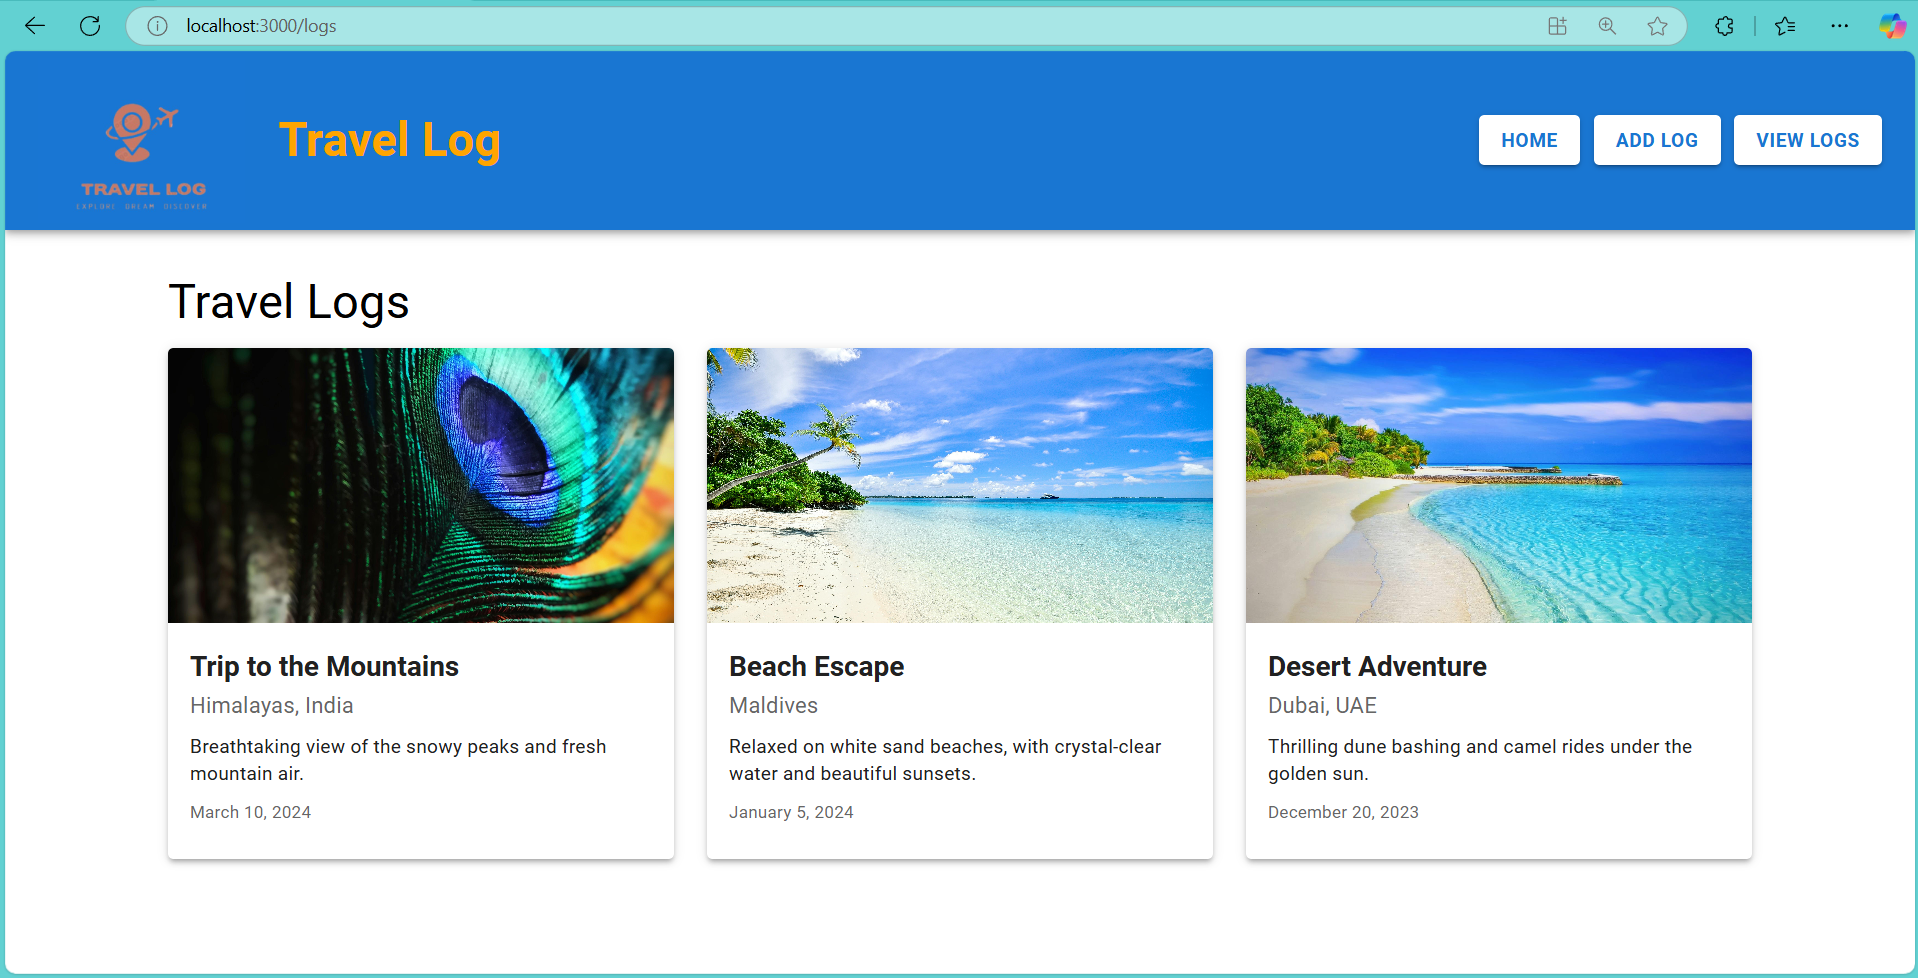 localhost:3000/logs
TRAVEL LOG
EXPLORE DREAM DISCOVER
Travel Log
HOME
ADD LOG
VIEW LOGS
Travel Logs
Trip to the Mountains
Himalayas, India
Breathtaking view of the snowy peaks and fresh
mountain air.
March 10, 2024
Beach Escape
Maldives
Relaxed on white sand beaches, with crystal-clear
water and beautiful sunsets.
January 5, 2024
Desert Adventure
Dubai, UAE
Thrilling dune bashing and camel rides under the
golden sun.
December 20, 2023